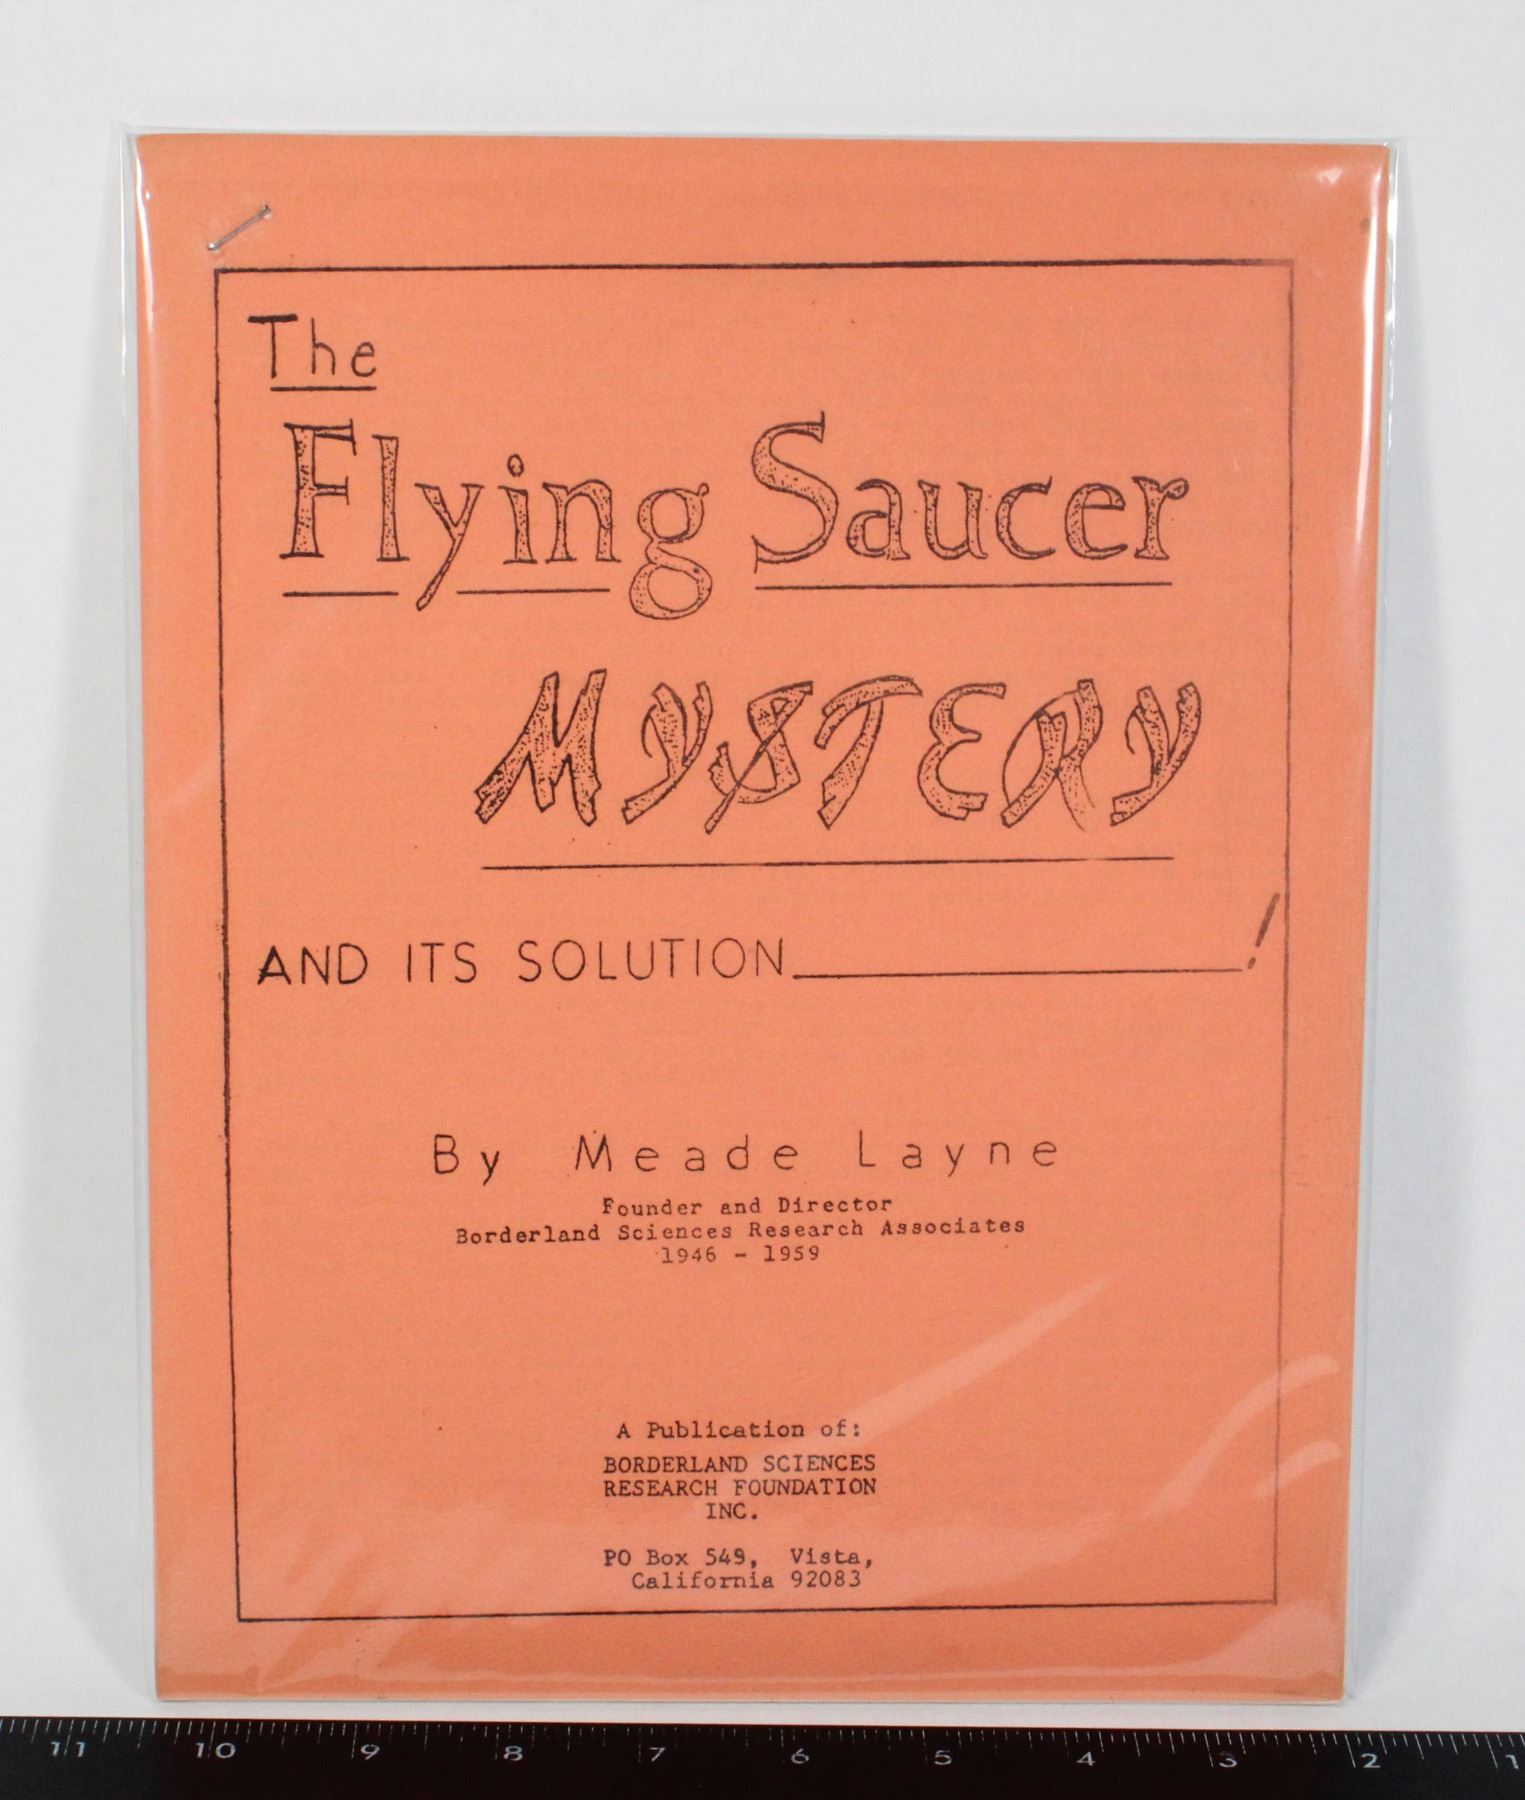 The
Flying Saucer
MYSTERY
AND ITS SOLUTION!
By Meade Layne
Founder and Director
Borderland Sciences Research Associates
1946 - 1959
A Publication of:
BORDERLAND SCIENCES
RESEARCH FOUNDATION
INC.
PO Box 549, Vista,
California 92083
11 10 9 8 7 6 5 4 3 2 1